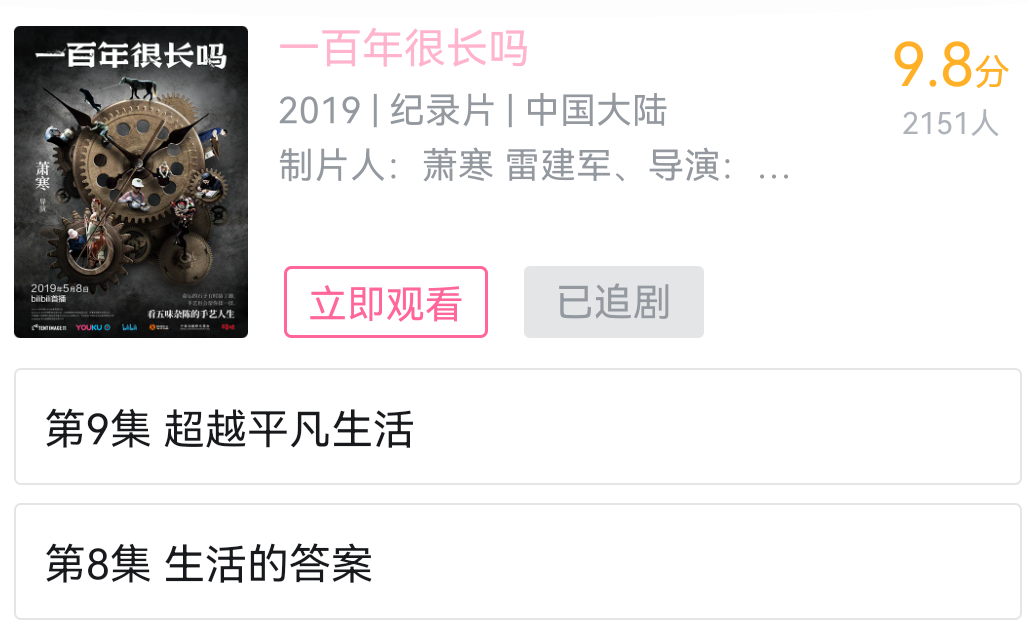 一百年很长吗
萧寒
导演
2019年5月8日
bilibili首播
看五味杂陈的手艺人生
YOUKU
一百年很长吗
2019 | 纪录片 | 中国大陆
制片人：萧寒 雷建军、导演：...
9.8分
2151人
立即观看
已追剧
第9集 超越平凡生活
第8集 生活的答案